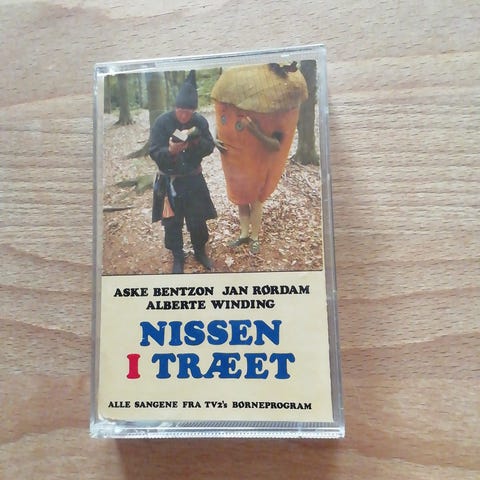 ASKE BENTZON JAN RØRDAM
ALBERTE WINDING
NISSEN
I TRÆET
ALLE SANGENE FRA TV2's BØRNEPROGRAM